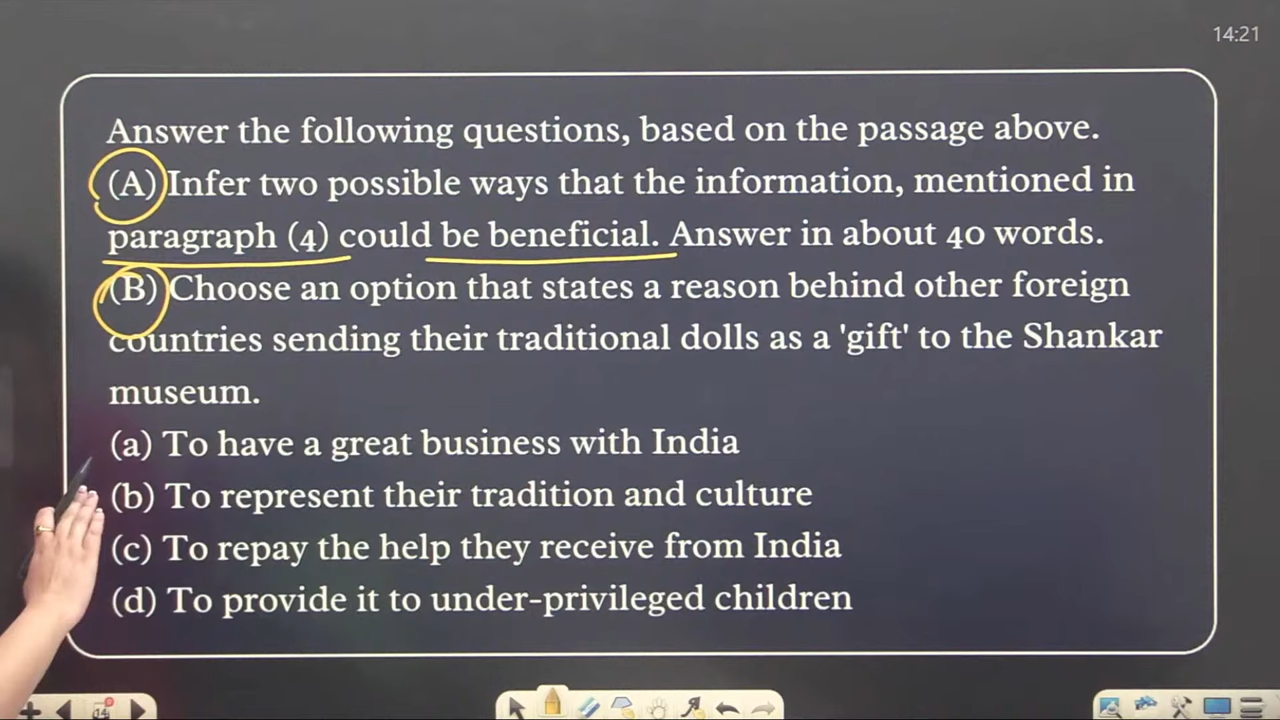 14:21
Answer the following questions, based on the passage above.
(A) Infer two possible ways that the information, mentioned in
paragraph (4) could be beneficial. Answer in about 40 words.
(B) Choose an option that states a reason behind other foreign
countries sending their traditional dolls as a 'gift' to the Shankar
museum.
(a) To have a great business with India
(b) To represent their tradition and culture
(c) To repay the help they receive from India
(d) To provide it to under-privileged children